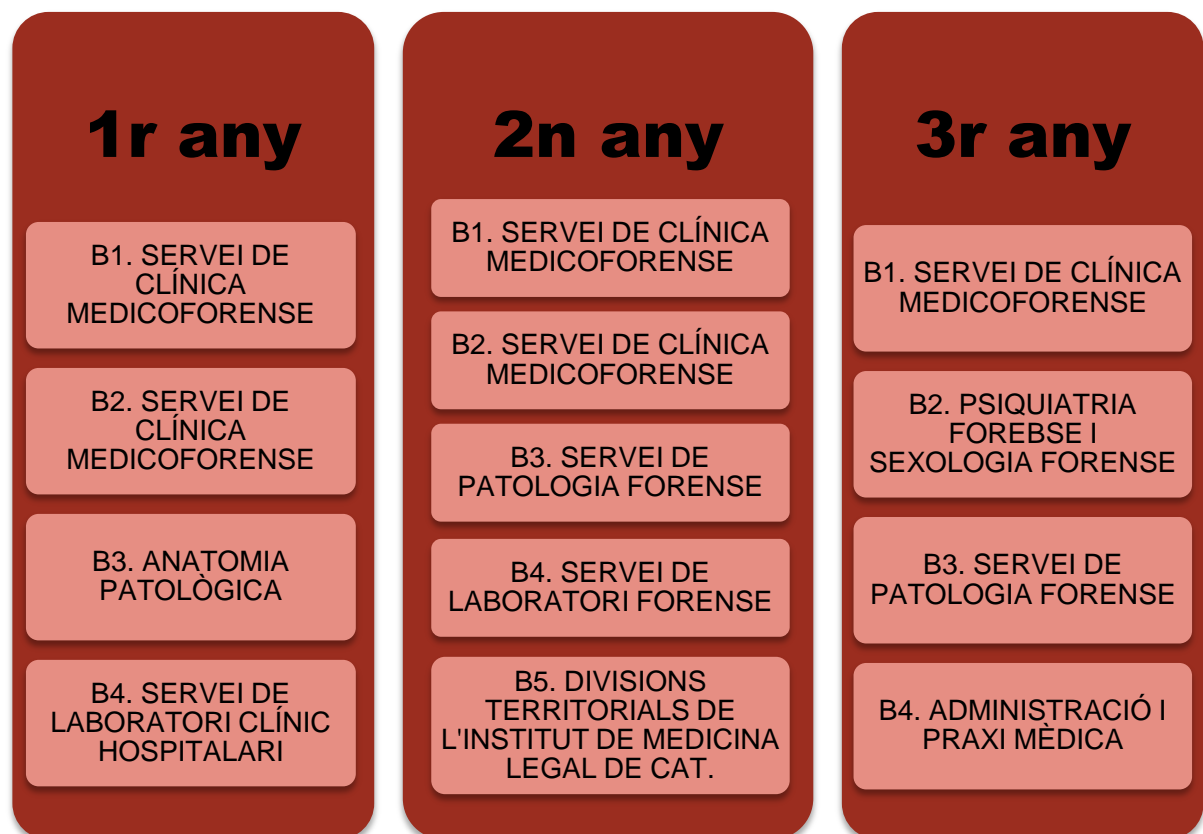 1r any
B1. SERVEI DE
CLÍNICA
MEDICOFORENSE
B2. SERVEI DE
CLÍNICA
MEDICOFORENSE
B3. ANATOMIA
PATOLÒGICA
B4. SERVEI DE
LABORATORI CLÍNIC
HOSPITALARI
2n any
B1. SERVEI DE CLÍNICA
MEDICOFORENSE
B2. SERVEI DE CLÍNICA
MEDICOFORENSE
B3. SERVEI DE
PATOLOGIA FORENSE
B4. SERVEI DE
LABORATORI FORENSE
B5. DIVISIONS
TERRITORIALS DE
L'INSTITUT DE MEDICINA
LEGAL DE CAT.
3r any
B1. SERVEI DE CLÍNICA
MEDICOFORENSE
B2. PSIQUIATRIA
FOREBSE I
SEXOLOGIA FORENSE
B3. SERVEI DE
PATOLOGIA FORENSE
B4. ADMINISTRACIÓ I
PRAXI MÈDICA